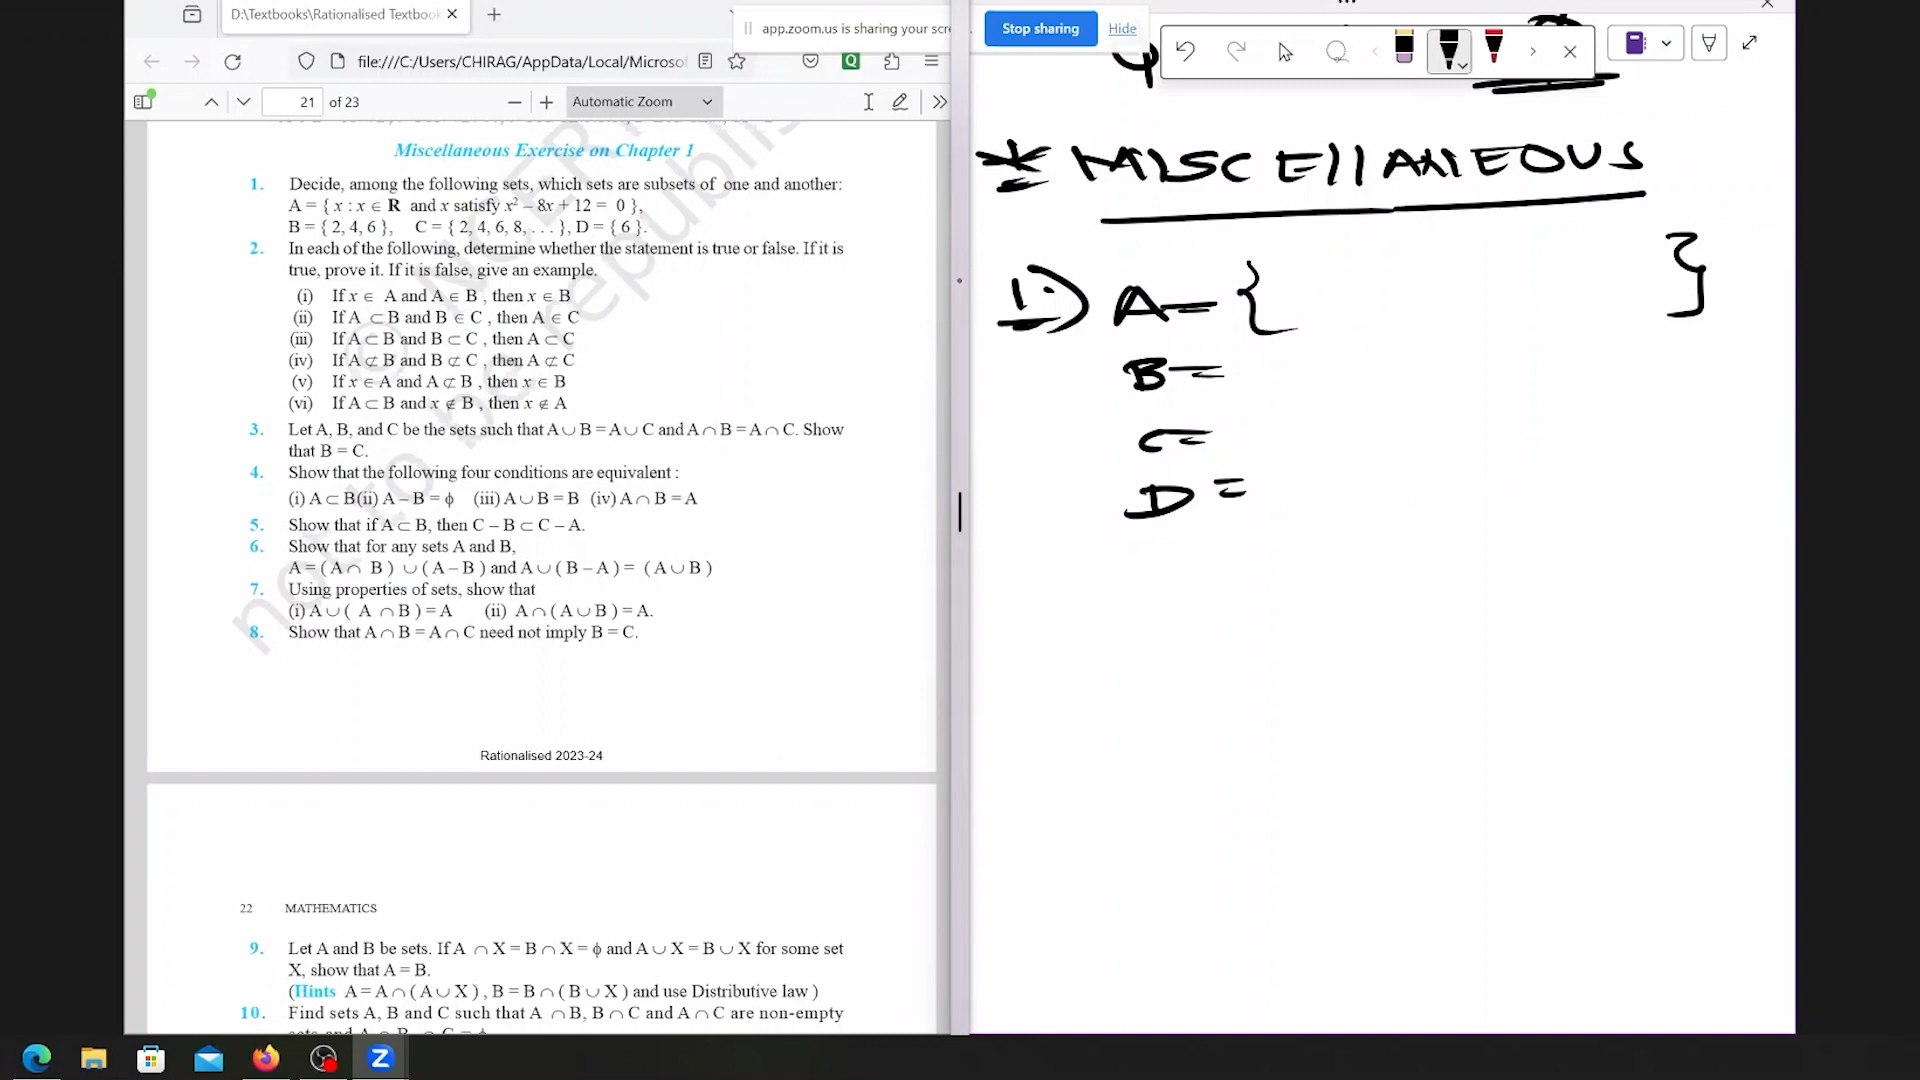 D:\Textbooks\Rationalised Textbook
app.zoom.us is sharing your scre
Stop sharing
Hide
file:///C:/Users/CHIRAG/AppData/Local/Microsof
21 of 23
Automatic Zoom
Miscellaneous Exercise on Chapter 1
1. Decide, among the following sets, which sets are subsets of one and another:
A = { x : x ∈ R and x satisfy x² – 8x + 12 = 0 },
B = { 2, 4, 6 }, C = { 2, 4, 6, 8, . . . }, D = { 6 }.
2. In each of the following, determine whether the statement is true or false. If it is
true, prove it. If it is false, give an example.
(i) If x ∈ A and A ∈ B , then x ∈ B
(ii) If A ⊂ B and B ∈ C , then A ∈ C
(iii) If A ⊂ B and B ⊂ C , then A ⊂ C
(iv) If A ⊄ B and B ⊄ C , then A ⊄ C
(v) If x ∈ A and A ⊄ B , then x ∈ B
(vi) If A ⊂ B and x ∉ B , then x ∉ A
3. Let A, B, and C be the sets such that A ∪ B = A ∪ C and A ∩ B = A ∩ C. Show
that B = C.
4. Show that the following four conditions are equivalent :
(i) A ⊂ B(ii) A – B = ϕ (iii) A ∪ B = B (iv) A ∩ B = A
5. Show that if A ⊂ B, then C – B ⊂ C – A.
6. Show that for any sets A and B,
A = ( A ∩ B ) ∪ ( A – B ) and A ∪ ( B – A ) = ( A ∪ B )
7. Using properties of sets, show that
(i) A ∪ ( A ∩ B ) = A (ii) A ∩ ( A ∪ B ) = A.
8. Show that A ∩ B = A ∩ C need not imply B = C.
© NCERT
not to be republis
Rationalised 2023-24
22 MATHEMATICS
9. Let A and B be sets. If A ∩ X = B ∩ X = ϕ and A ∪ X = B ∪ X for some set
X, show that A = B.
(Hints A = A ∩ ( A ∪ X ) , B = B ∩ ( B ∪ X ) and use Distributive law )
10. Find sets A, B and C such that A ∩ B, B ∩ C and A ∩ C are non-empty
sets and A ∩ B ∩ C = ϕ
* MISCELLANEOUS
1.) A = { }
B =
C =
D =